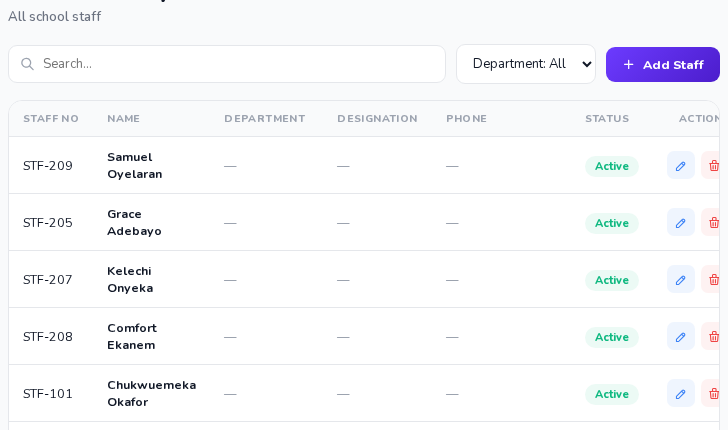 All school staff
Search...
Department: All
+ Add Staff
STAFF NO NAME DEPARTMENT DESIGNATION PHONE STATUS ACTION
STF-209 Samuel Oyelaran — — — Active
STF-205 Grace Adebayo — — — Active
STF-207 Kelechi Onyeka — — — Active
STF-208 Comfort Ekanem — — — Active
STF-101 Chukwuemeka Okafor — — — Active